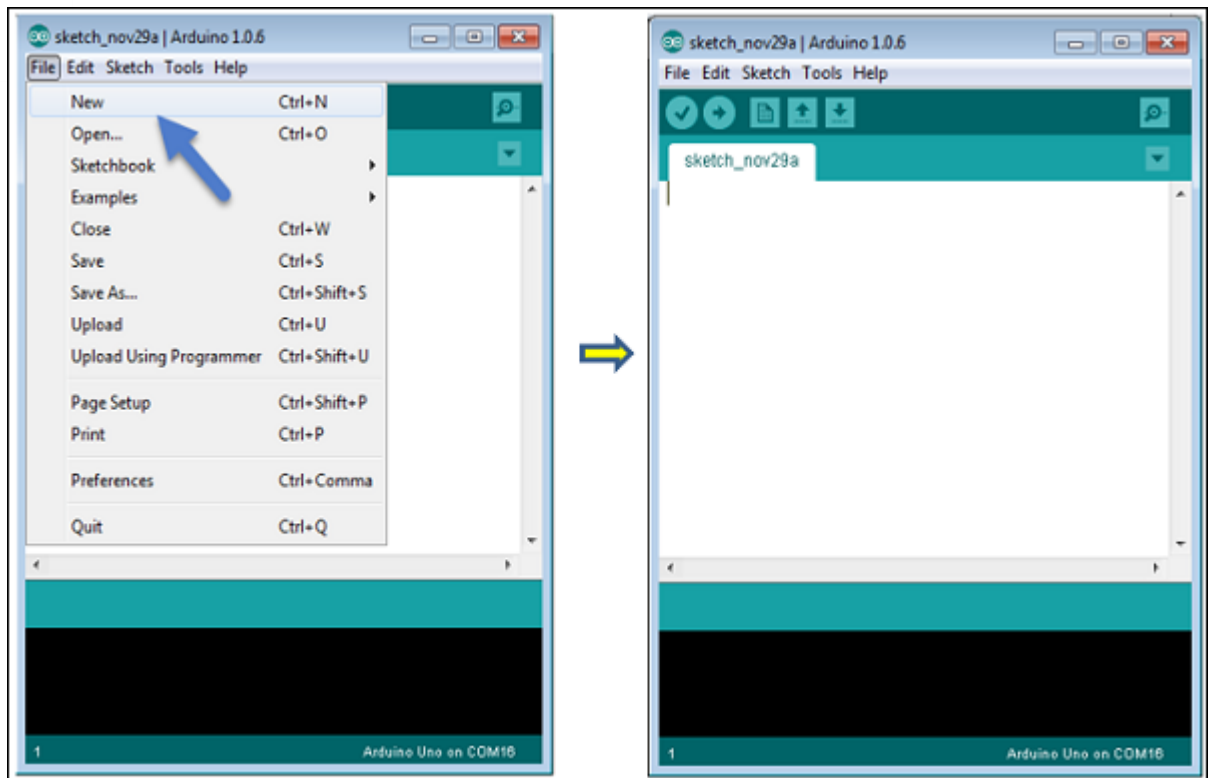 sketch_nov29a | Arduino 1.0.6
File Edit Sketch Tools Help
New Ctrl+N
Open... Ctrl+O
Sketchbook
Examples
Close Ctrl+W
Save Ctrl+S
Save As... Ctrl+Shift+S
Upload Ctrl+U
Upload Using Programmer Ctrl+Shift+U
Page Setup Ctrl+Shift+P
Print Ctrl+P
Preferences Ctrl+Comma
Quit Ctrl+Q
1 Arduino Uno on COM16
sketch_nov29a | Arduino 1.0.6
File Edit Sketch Tools Help
sketch_nov29a
1 Arduino Uno on COM16